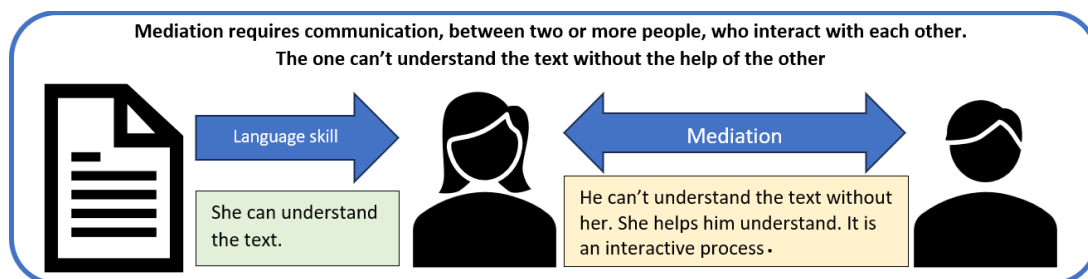 Mediation requires communication, between two or more people, who interact with each other.
The one can't understand the text without the help of the other
Language skill
She can understand
the text.
Mediation
He can't understand the text without
her. She helps him understand. It is
an interactive process.